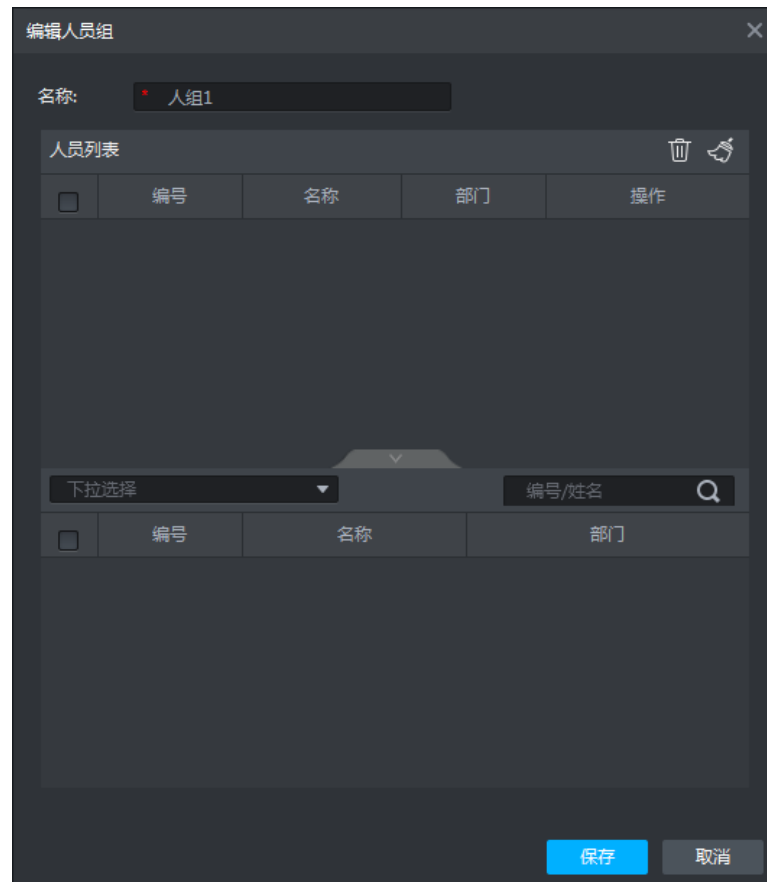 编辑人员组
名称: * 人组1
人员列表
编号 名称 部门 操作
下拉选择 编号/姓名
编号 名称 部门
保存 取消